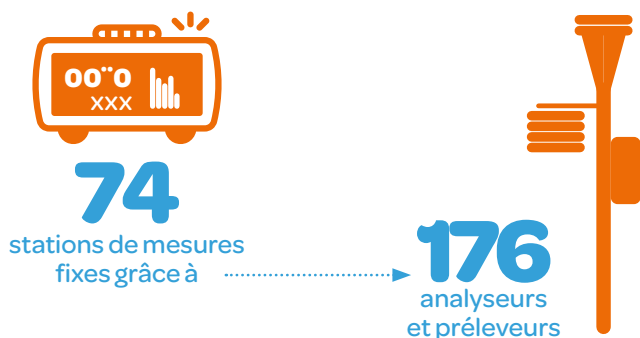 00¨0
XXX
74
stations de mesures
fixes grâce à
176
analyseurs
et préleveurs